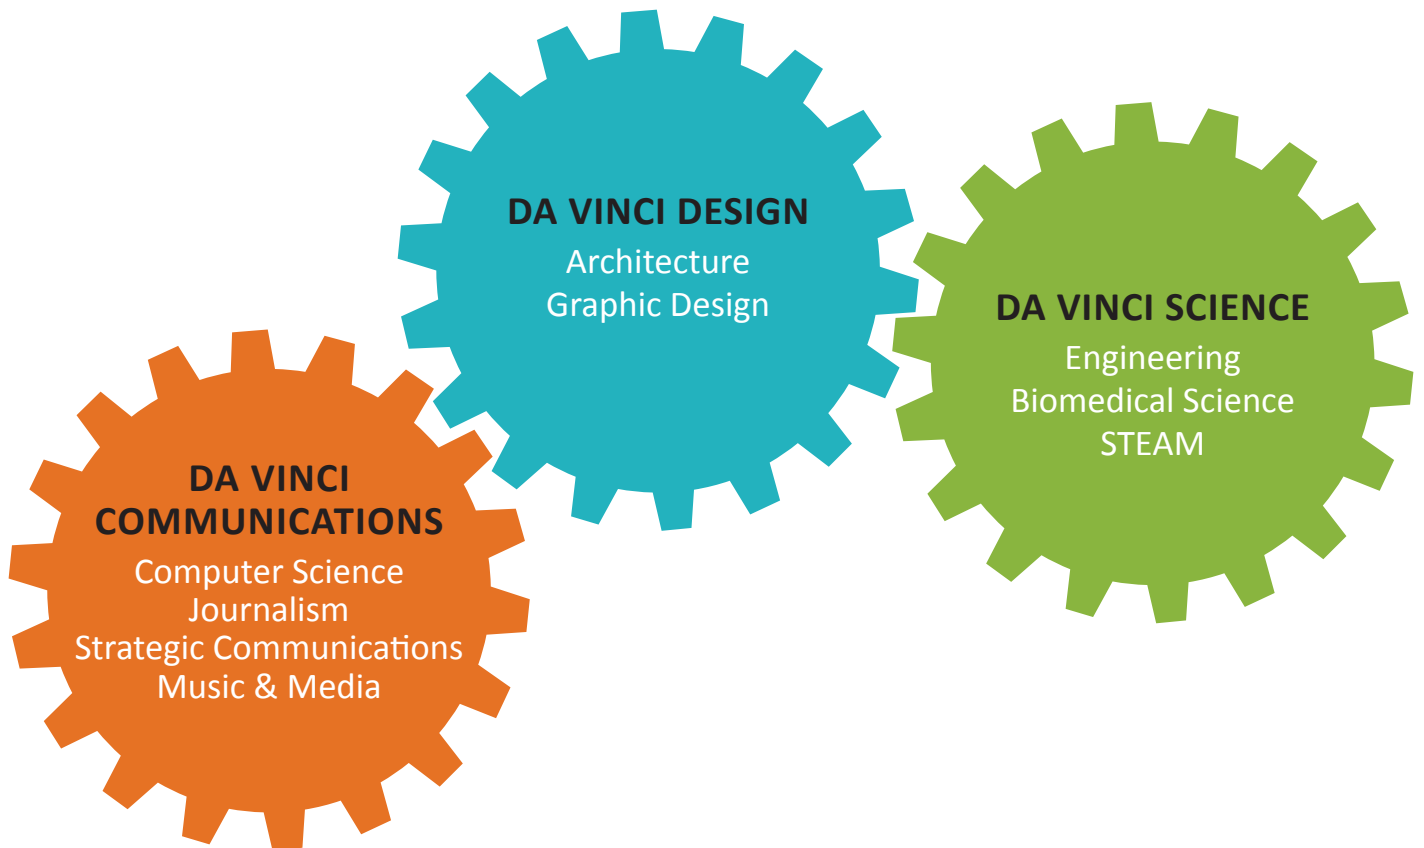 DA VINCI DESIGN
Architecture
Graphic Design
DA VINCI SCIENCE
Engineering
Biomedical Science
STEAM
DA VINCI
COMMUNICATIONS
Computer Science
Journalism
Strategic Communications
Music & Media